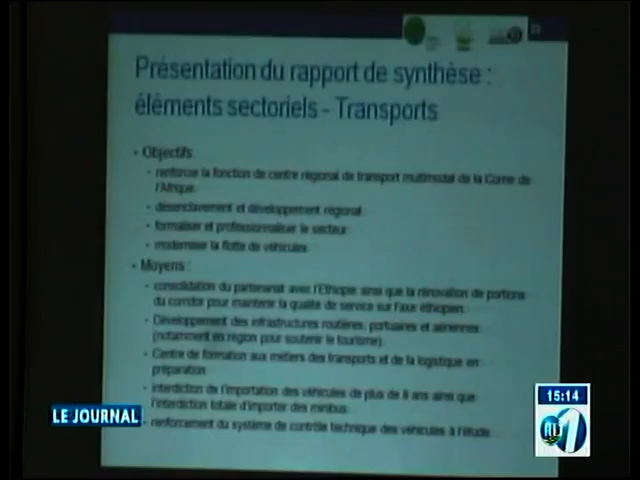 Présentation du rapport de synthèse :
éléments sectoriels - Transports
- Objectifs
- renforcer la fonction de centre régional de transport multimodal de la Corne de
l'Afrique
- désenclavement et développement régional
- formaliser et professionnaliser le secteur
- moderniser la flotte de véhicules
- Moyens :
- consolidation du partenariat avec l'Ethiopie ainsi que la rénovation de portions
du corridor pour maintenir la qualité de service sur l'axe éthiopien
- Développement des infrastructures routières, portuaires et aériennes
(notamment en région pour soutenir le tourisme)
- Centre de formation aux métiers des transports et de la logistique en
préparation
- interdiction de l'importation des véhicules de plus de 8 ans ainsi que
l'interdiction totale d'importer des minibus
- renforcement du système de contrôle technique des véhicules à l'étude
LE JOURNAL
15:14
1